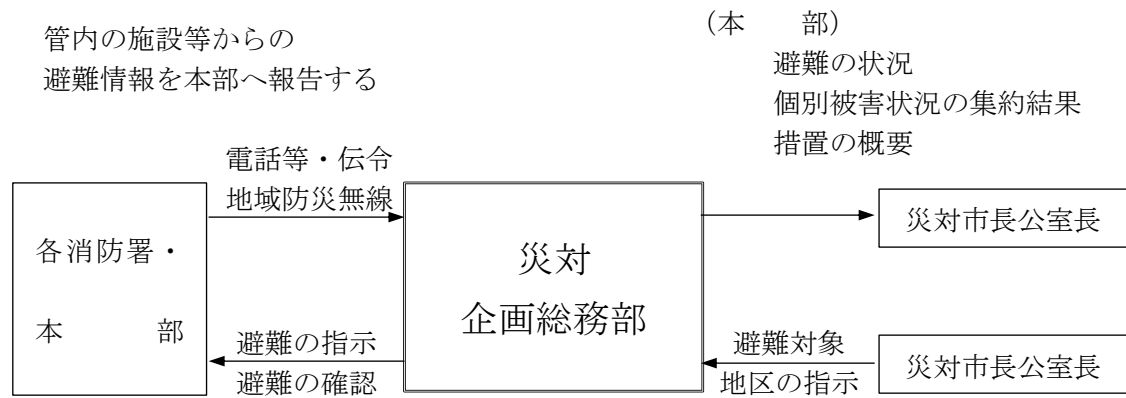 管内の施設等からの
避難情報を本部へ報告する
（本　　部）
避難の状況
個別被害状況の集約結果
措置の概要
電話等・伝令
地域防災無線
各消防署・
本　　　部
災対
企画総務部
災対市長公室長
避難の指示
避難の確認
避難対象
地区の指示
災対市長公室長